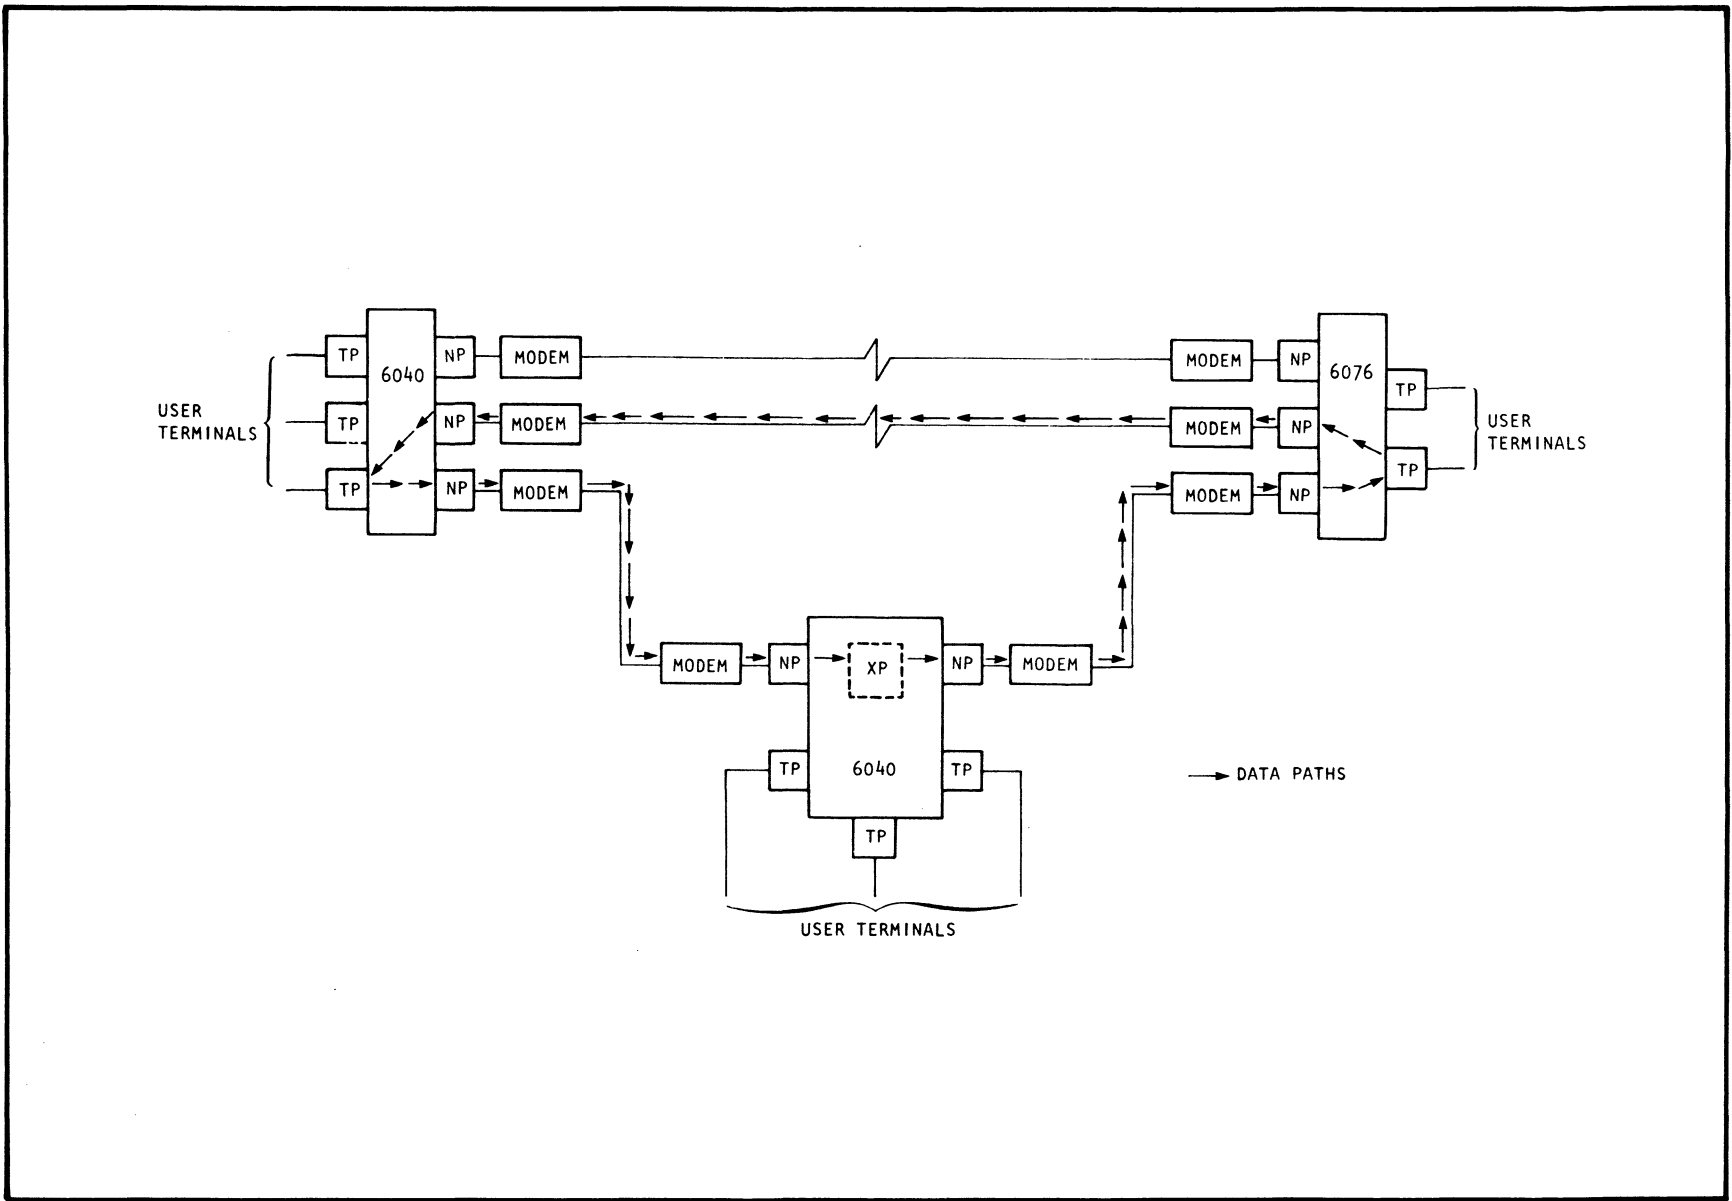 TP
6040
NP
MODEM
MODEM
NP
6076
TP
USER
TERMINALS
TP
NP
MODEM
MODEM
NP
USER
TERMINALS
TP
NP
MODEM
MODEM
NP
TP
MODEM
NP
XP
NP
MODEM
TP
6040
TP
DATA PATHS
TP
USER TERMINALS